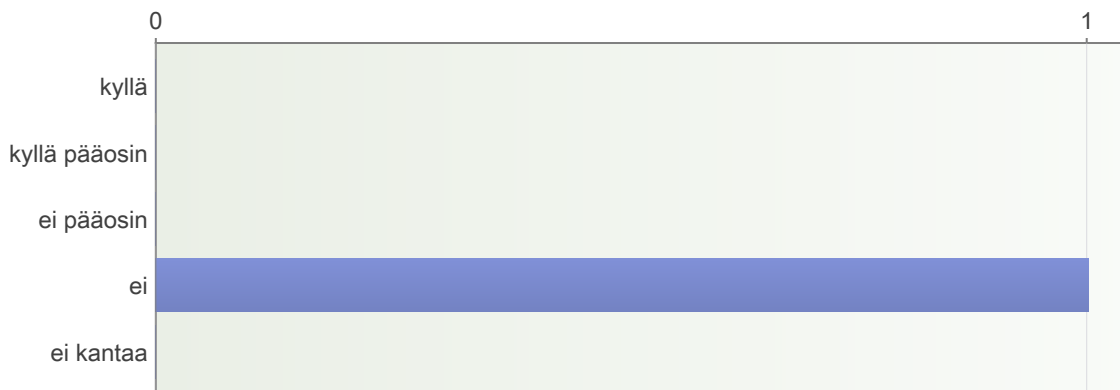 0 1
kyllä
kyllä pääosin
ei pääosin
ei
ei kantaa